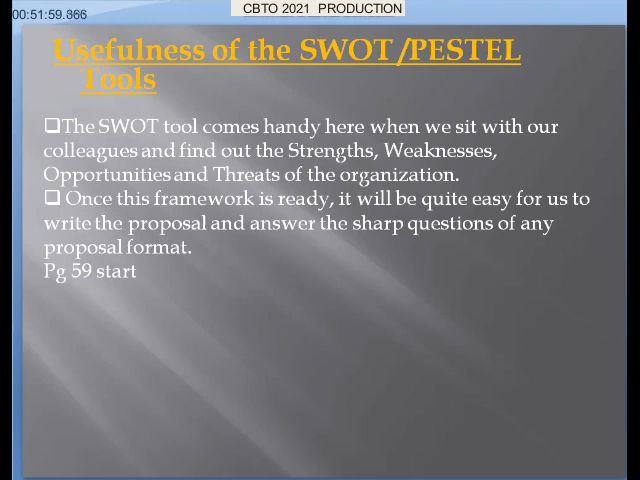 00:51:59.866
CBTO 2021 PRODUCTION
Usefulness of the SWOT /PESTEL
Tools
❑The SWOT tool comes handy here when we sit with our
colleagues and find out the Strengths, Weaknesses,
Opportunities and Threats of the organization.
❑ Once this framework is ready, it will be quite easy for us to
write the proposal and answer the sharp questions of any
proposal format.
Pg 59 start